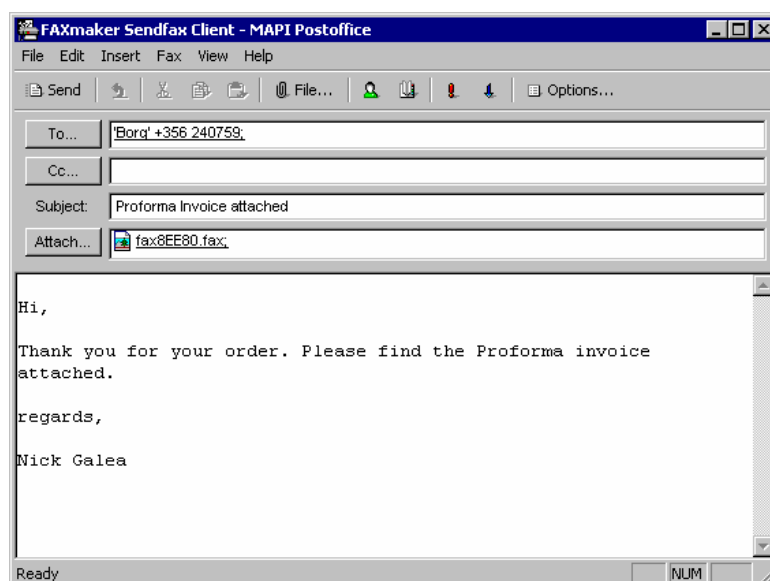 FAXmaker Sendfax Client - MAPI Postoffice
File Edit Insert Fax View Help
Send File... Options...
To... 'Borg' +356 240759;
Cc...
Subject: Proforma Invoice attached
Attach... fax8EE80.fax;
Hi,
Thank you for your order. Please find the Proforma invoice
attached.
regards,
Nick Galea
Ready NUM